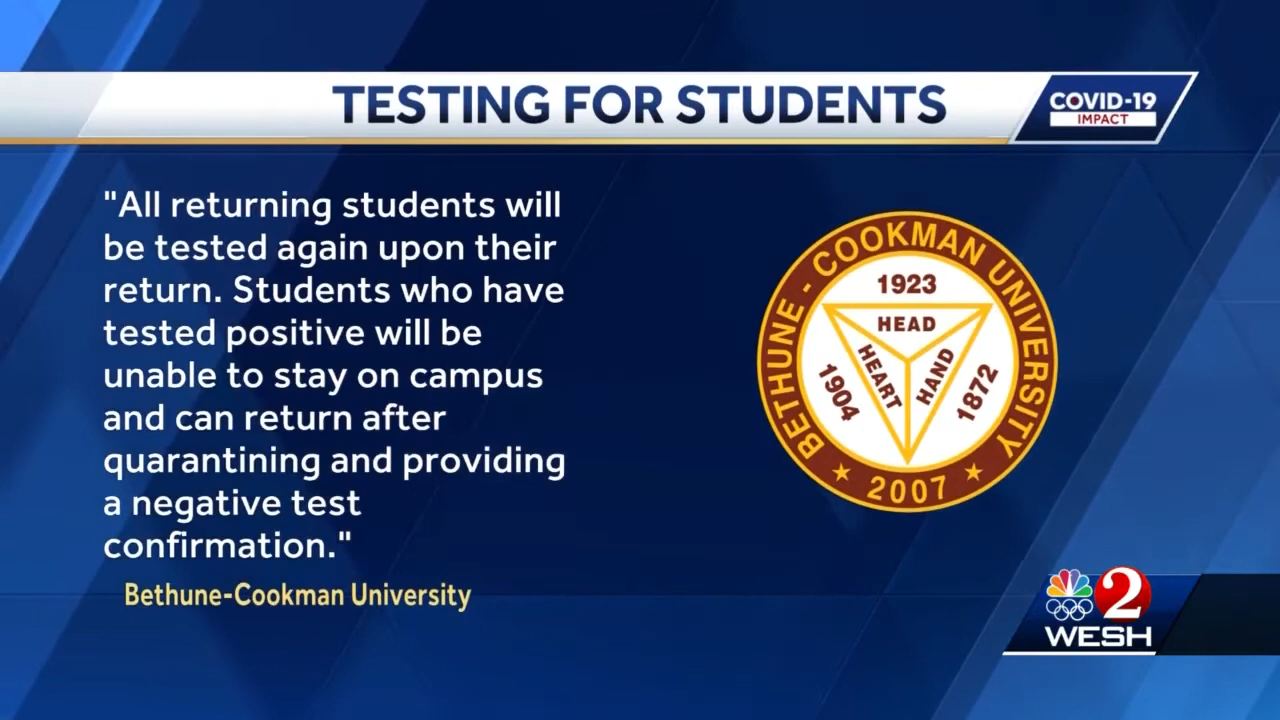 TESTING FOR STUDENTS
COVID-19
IMPACT
"All returning students will
be tested again upon their
return. Students who have
tested positive will be
unable to stay on campus
and can return after
quarantining and providing
a negative test
confirmation."
Bethune-Cookman University
BETHUNE - COOKMAN UNIVERSITY
1923
HEAD
HEART
HAND
1904
1872
2007
2
WESH